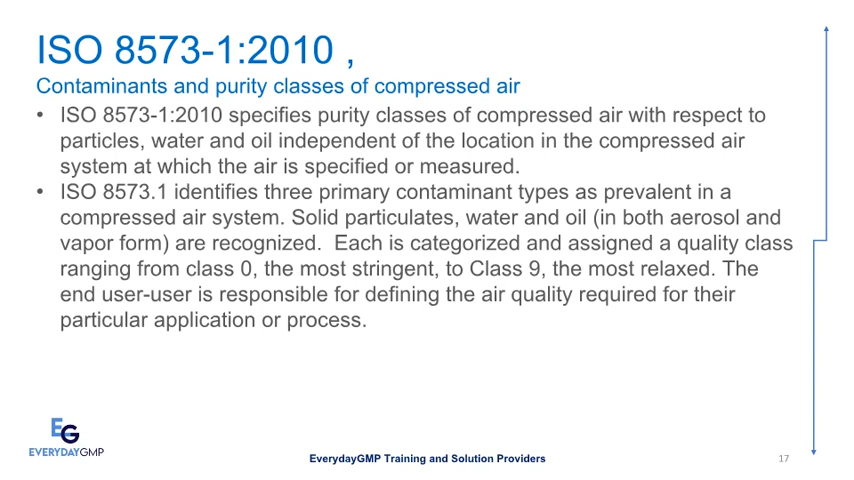 ISO 8573-1:2010 ,
Contaminants and purity classes of compressed air
• ISO 8573-1:2010 specifies purity classes of compressed air with respect to
particles, water and oil independent of the location in the compressed air
system at which the air is specified or measured.
• ISO 8573.1 identifies three primary contaminant types as prevalent in a
compressed air system. Solid particulates, water and oil (in both aerosol and
vapor form) are recognized.  Each is categorized and assigned a quality class
ranging from class 0, the most stringent, to Class 9, the most relaxed. The
end user-user is responsible for defining the air quality required for their
particular application or process.
EG
EVERYDAYGMP
EverydayGMP Training and Solution Providers
17